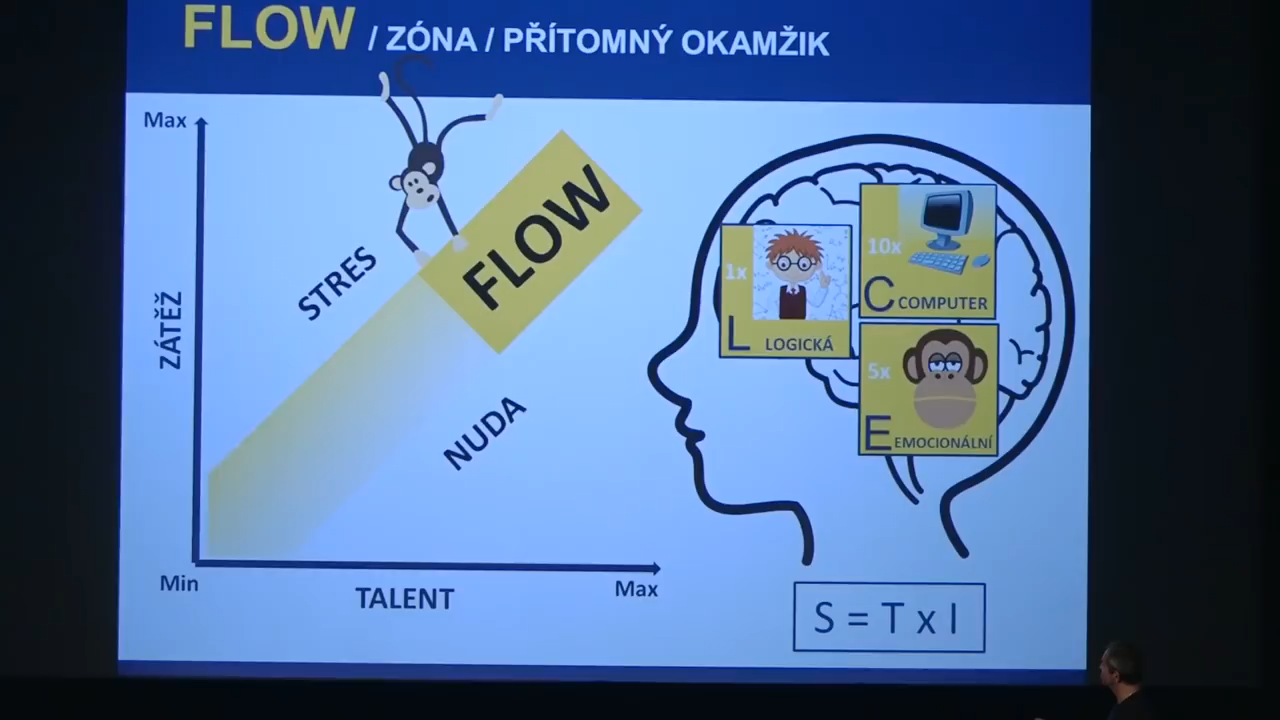 FLOW / ZÓNA / PŘÍTOMNÝ OKAMŽIK
Max
STRES
FLOW
ZÁTĚŽ
NUDA
Min
TALENT
Max
1x
L LOGICKÁ
10x
C COMPUTER
5x
E EMOCIONÁLNÍ
S = T x I